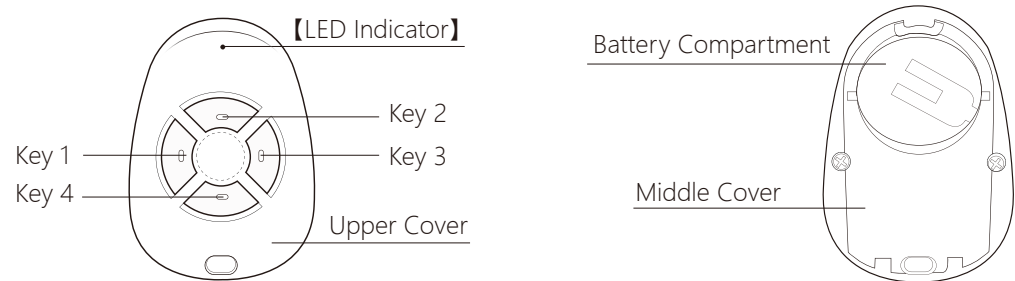 【LED Indicator】
Key 2
Key 1
Key 3
Key 4
Upper Cover
Battery Compartment
Middle Cover